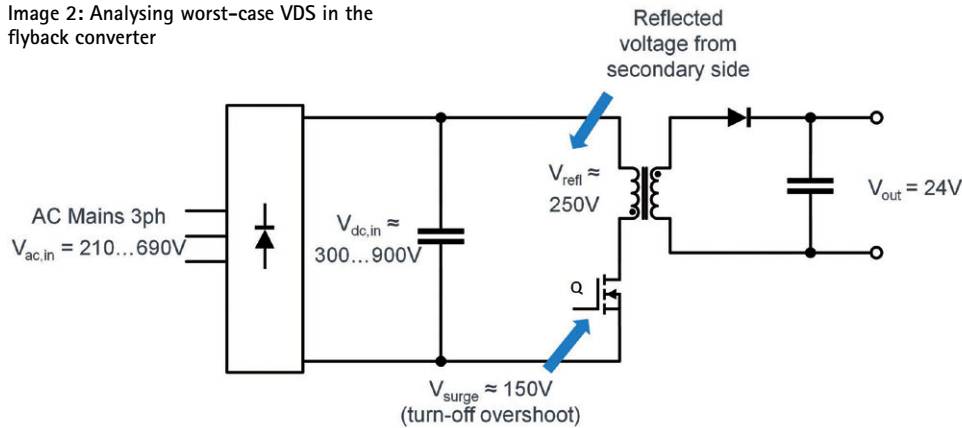 Image 2: Analysing worst-case VDS in the
flyback converter
Reflected
voltage from
secondary side
AC Mains 3ph
Vac,in = 210...690V
Vdc,in ≈
300...900V
Vrefl ≈
250V
Vout = 24V
Q
Vsurge ≈ 150V
(turn-off overshoot)